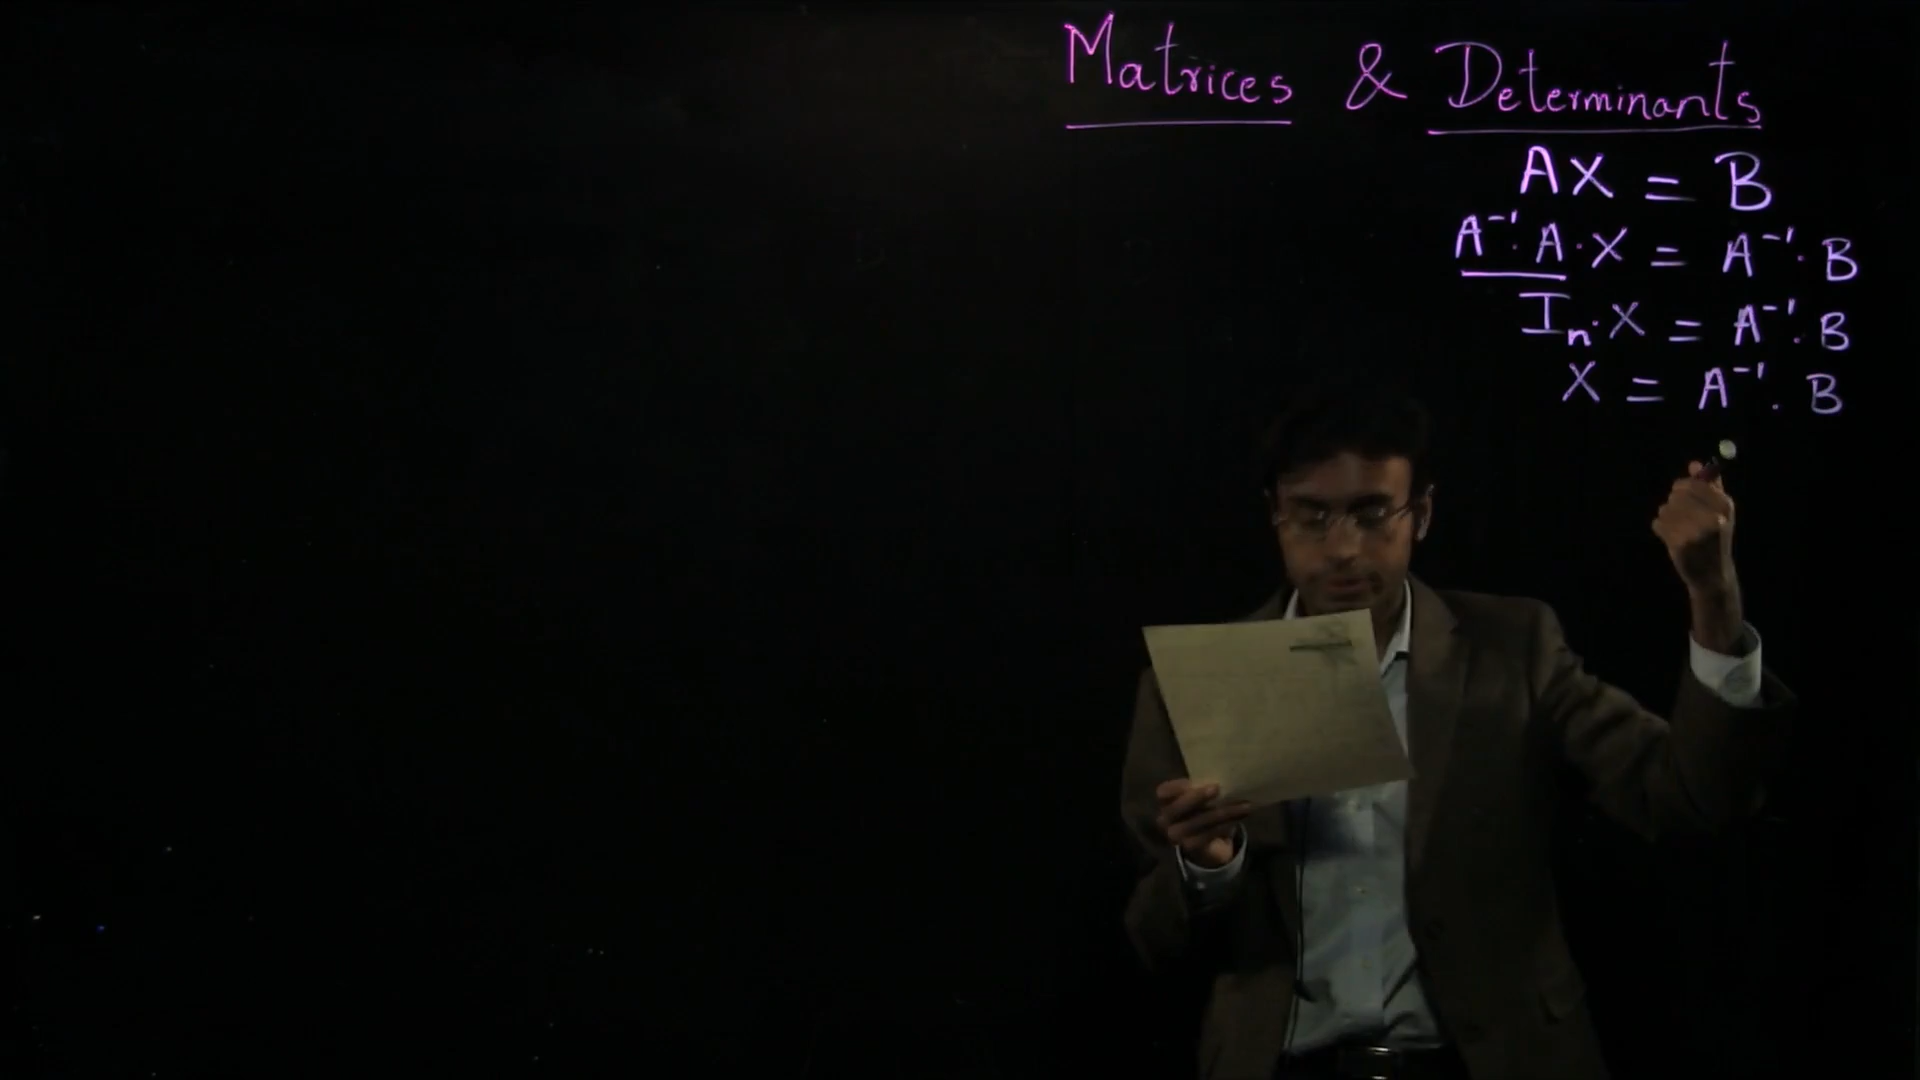 Matrices & Determinants
AX = B
A⁻¹·A·X = A⁻¹·B
Iₙ·X = A⁻¹·B
X = A⁻¹·B